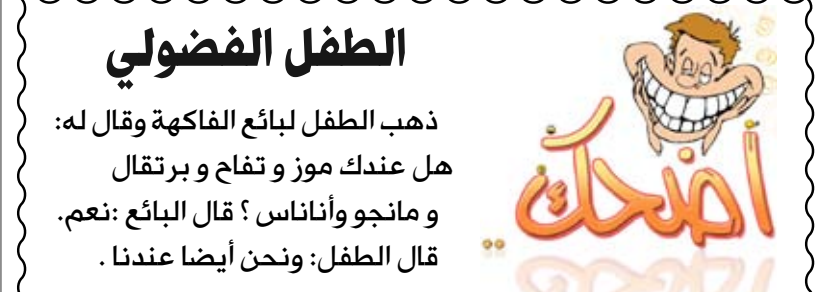 الطفل الفضولي
أضحك..
ذهب الطفل لبائع الفاكهة وقال له:
هل عندك موز و تفاح و برتقال
و مانجو وأناناس ؟ قال البائع :نعم.
قال الطفل: ونحن أيضا عندنا .